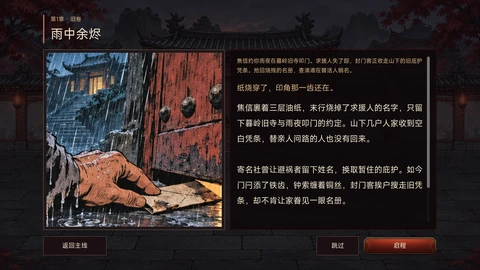 第1章 · 旧卷
雨中余烬
焦信约你雨夜在暮岭旧寺叩门。求援人失了踪，封门客正收走山下的旧庇护
凭条。抢回烧残的名册，查清谁在替活人销名。
纸烧穿了，印角那一齿还在。
焦信裹着三层油纸，末行烧掉了求援人的名字，只留
下暮岭旧寺与雨夜叩门的约定。山下几户人家收到空
白凭条，替亲人问路的人也没有回来。
寄名社曾让避祸者留下姓名，换取暂住的庇护。如今
门闩添了铁齿，钟索缠着铜丝，封门客挨户搜走旧凭
条，却不肯让家眷见一眼名册。
返回主线
跳过
启程